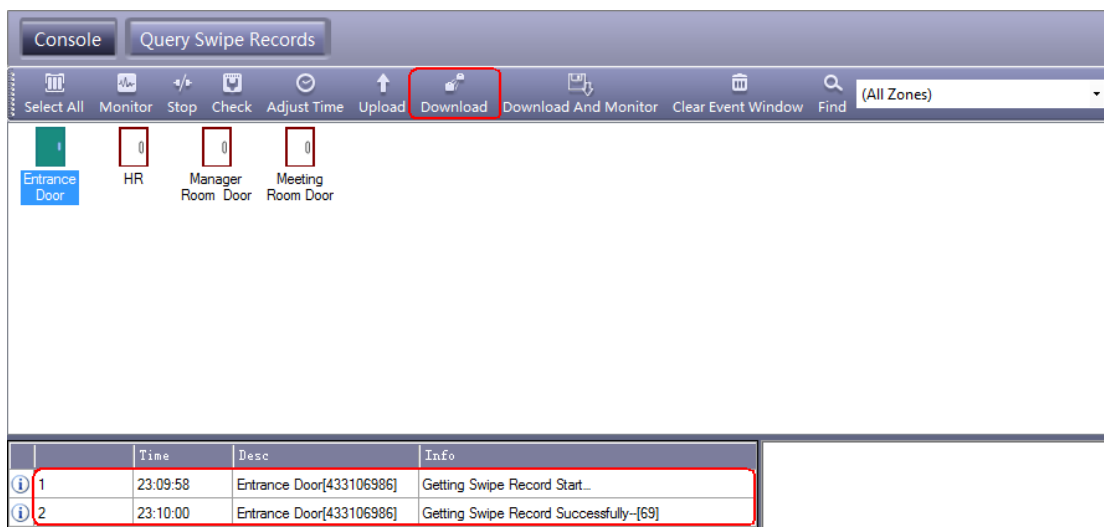 Console Query Swipe Records
Select All Monitor Stop Check Adjust Time Upload Download Download And Monitor Clear Event Window Find (All Zones)
Entrance Door
HR
Manager Room Door
Meeting Room Door
Time Desc Info
1 23:09:58 Entrance Door[433106986] Getting Swipe Record Start...
2 23:10:00 Entrance Door[433106986] Getting Swipe Record Successfully--[69]